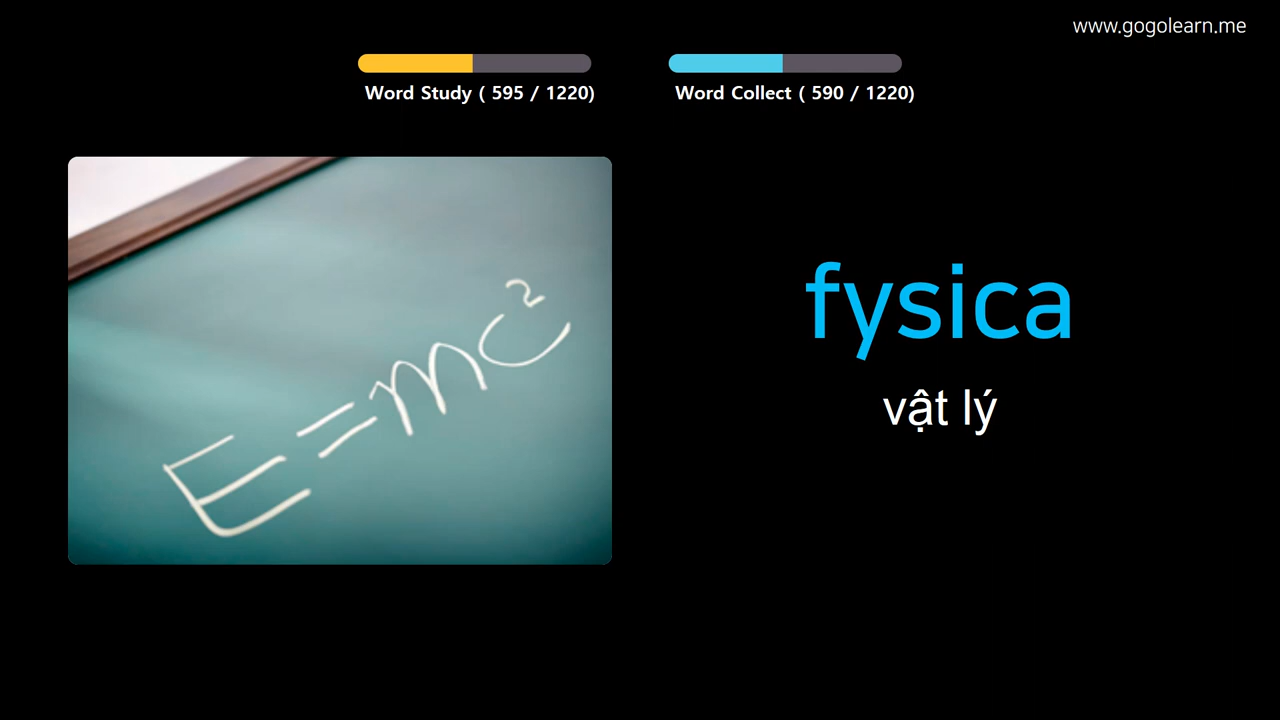 www.gogolearn.me
Word Study ( 595 / 1220)
Word Collect ( 590 / 1220)
E=mc²
fysica
vật lý